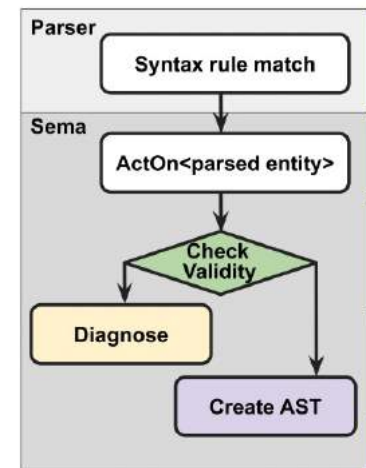 Parser
Syntax rule match
Sema
ActOn<parsed entity>
Check
Validity
Diagnose
Create AST